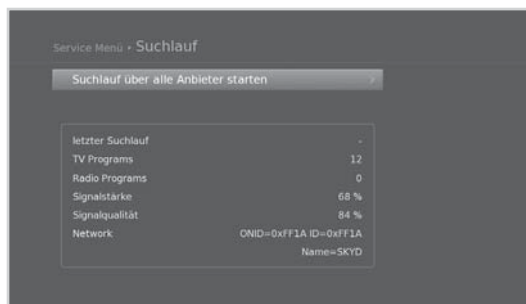 Service Menü • Suchlauf
Suchlauf über alle Anbieter starten
letzter Suchlauf -
TV Programs 12
Radio Programs 0
Signalstärke 68 %
Signalqualität 84 %
Network ONID=0xFF1A ID=0xFF1A
Name=SKYD